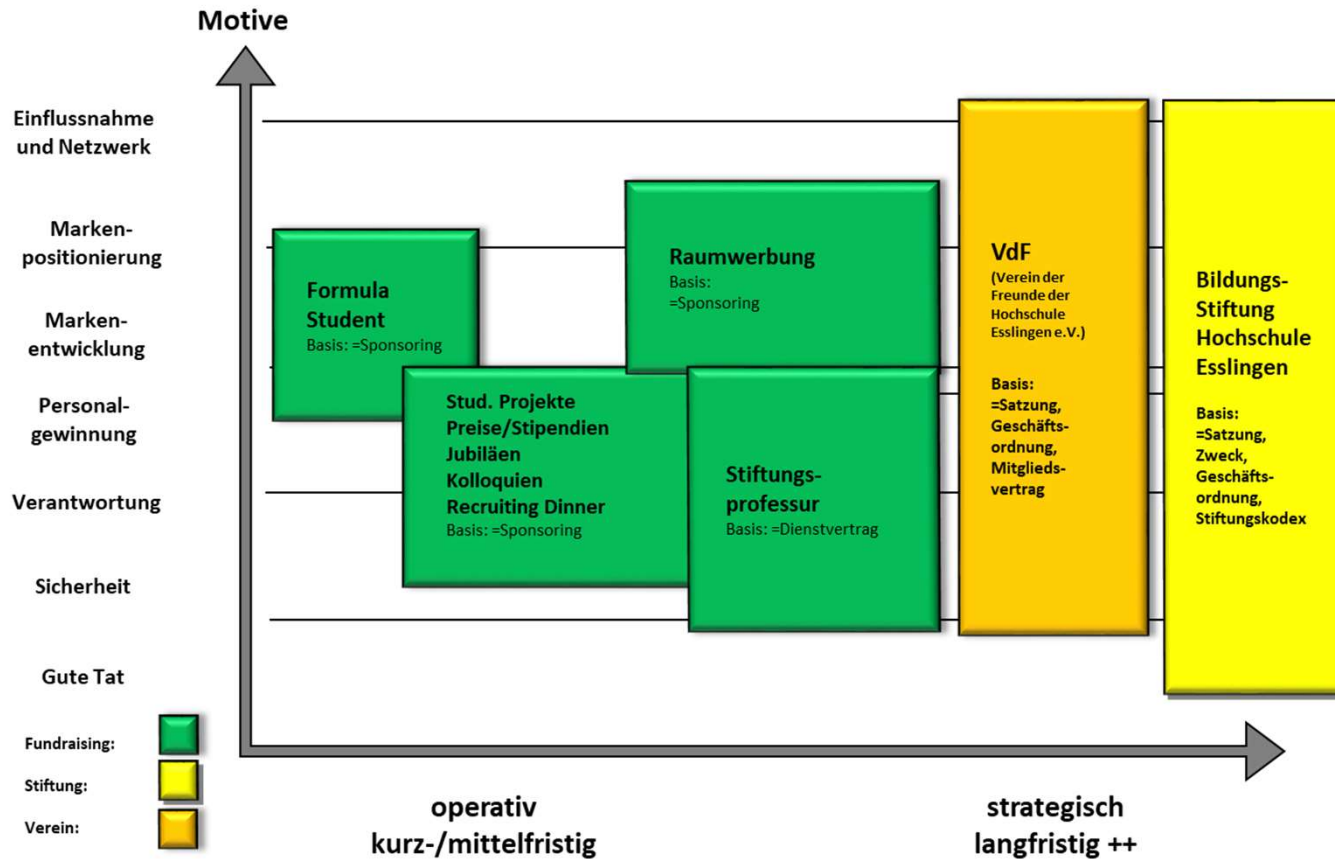 Motive
Einflussnahme
und Netzwerk
Marken-
positionierung
Marken-
entwicklung
Personal-
gewinnung
Verantwortung
Sicherheit
Gute Tat
Formula
Student
Basis: =Sponsoring
Stud. Projekte
Preise/Stipendien
Jubiläen
Kolloquien
Recruiting Dinner
Basis: =Sponsoring
Raumwerbung
Basis:
=Sponsoring
Stiftungs-
professur
Basis: =Dienstvertrag
VdF
(Verein der
Freunde der
Hochschule
Esslingen e.V.)
Basis:
=Satzung,
Geschäfts-
ordnung,
Mitglieds-
vertrag
Bildungs-
Stiftung
Hochschule
Esslingen
Basis:
=Satzung,
Zweck,
Geschäfts-
ordnung,
Stiftungskodex
Fundraising:
Stiftung:
Verein:
operativ
kurz-/mittelfristig
strategisch
langfristig ++